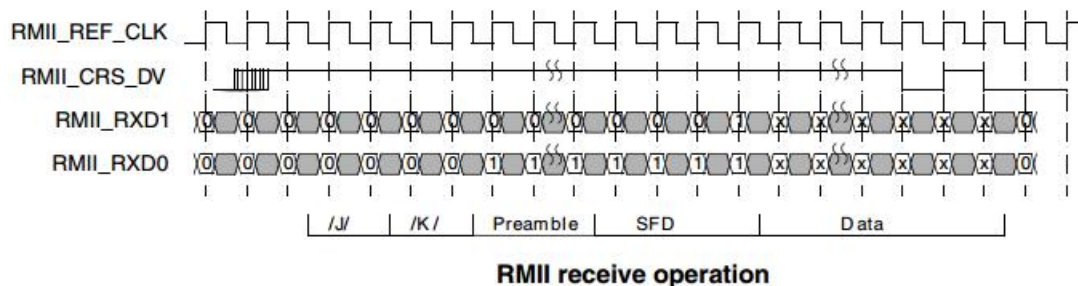 RMII_REF_CLK
RMII_CRS_DV
RMII_RXD1 0 0 0 0 0 0 0 0 0 0 0 0 0 1 x x x x x x 0
RMII_RXD0 0 0 0 0 0 0 0 1 1 1 1 1 1 1 x x x x x x 0
/J/ /K/ Preamble SFD Data
RMII receive operation